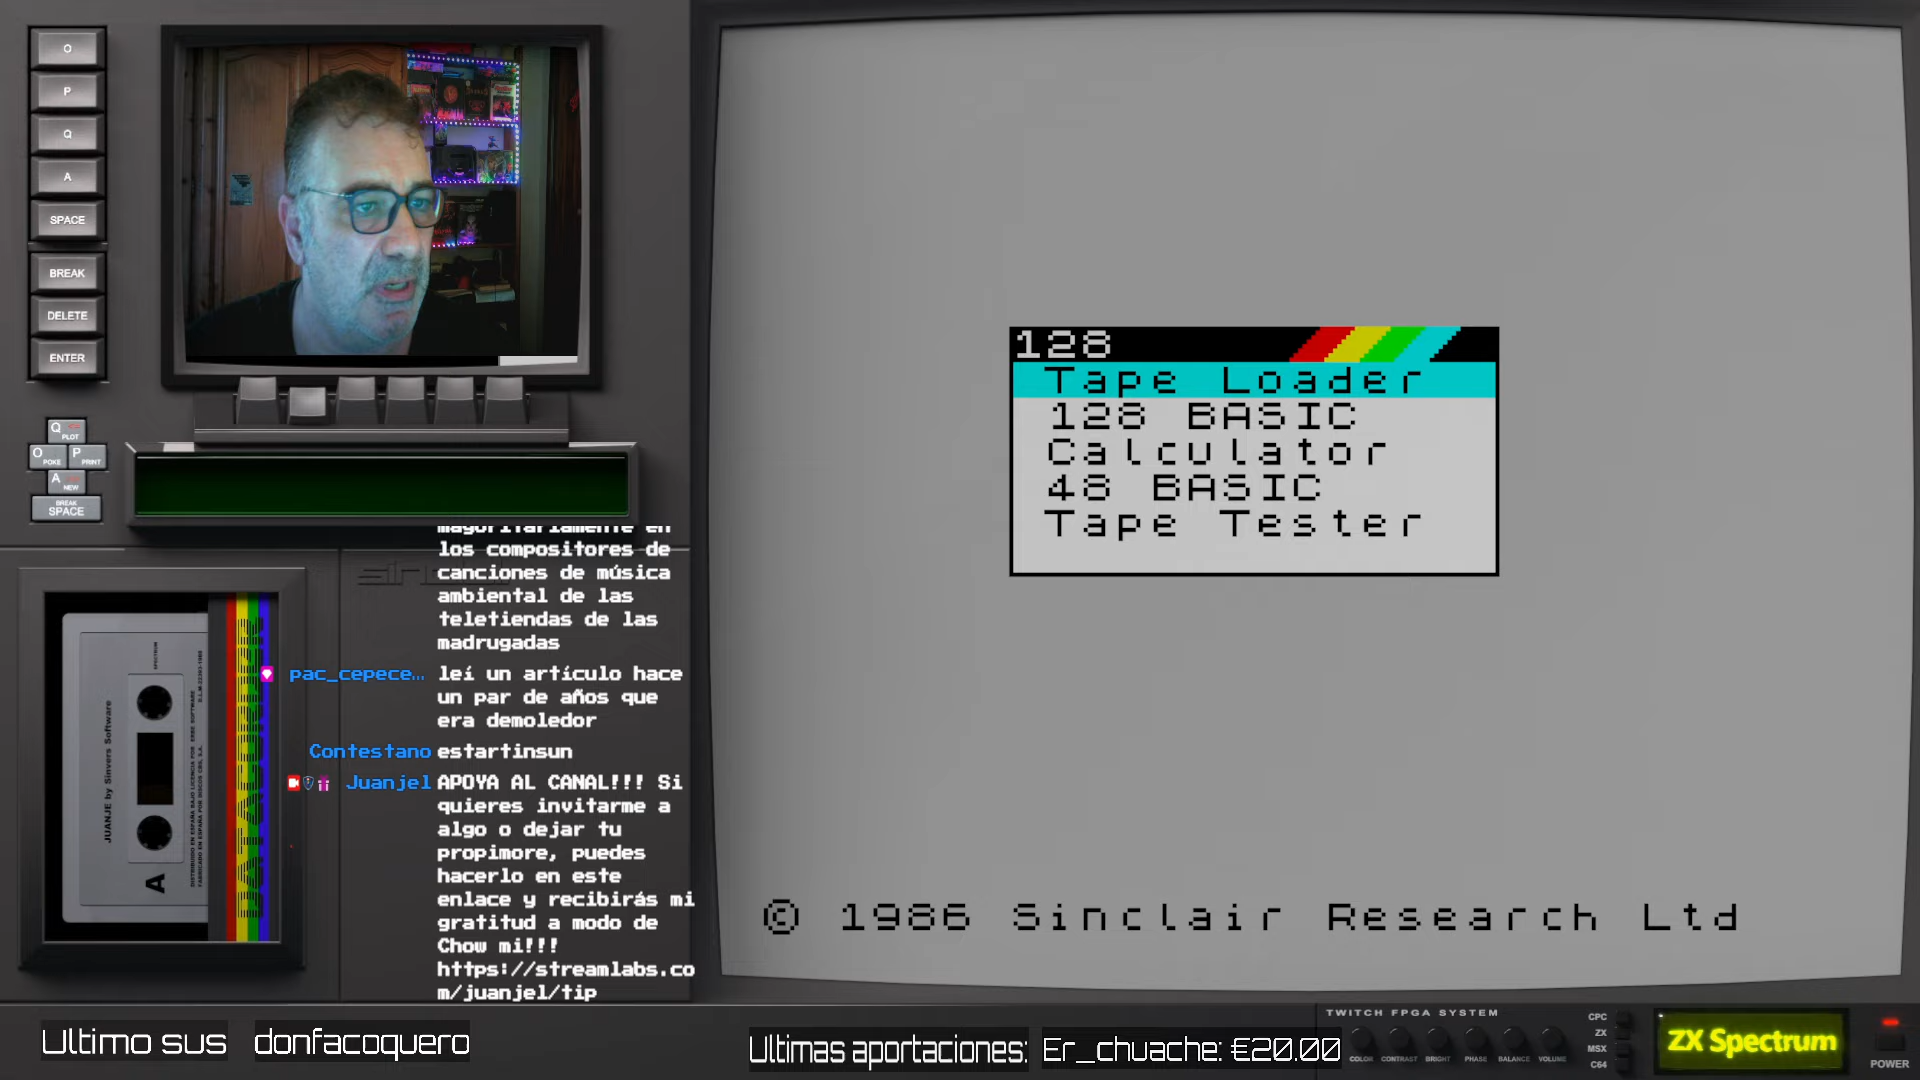 O
P
Q
A
SPACE
BREAK
DELETE
ENTER
Q
PLOT
O
POKE
P
PRINT
A
NEW
BREAK
SPACE
128
Tape Loader
128 BASIC
Calculator
48 BASIC
Tape Tester
© 1986 Sinclair Research Ltd
mayoritariamente en
los compositores de
canciones de música
ambiental de las
teletiendas de las
madrugadas
pac_cepece… leí un artículo hace
un par de años que
era demoledor
Contestano estartinsun
Juanjel APOYA AL CANAL!!! Si
quieres invitarme a
algo o dejar tu
propimore, puedes
hacerlo en este
enlace y recibirás mi
gratitud a modo de
Chow mi!!!
https://streamlabs.co
m/juanjel/tip
JUANJE by Sinvers Software
SPECTRUM
A
Ultimo sus donfacoquero
Ultimas aportaciones: Er_chuache: €20.00
TWITCH FPGA SYSTEM
COLOR CONTRAST BRIGHT PHASE BALANCE VOLUME
CPC
ZX
MSX
C64
ZX Spectrum
POWER